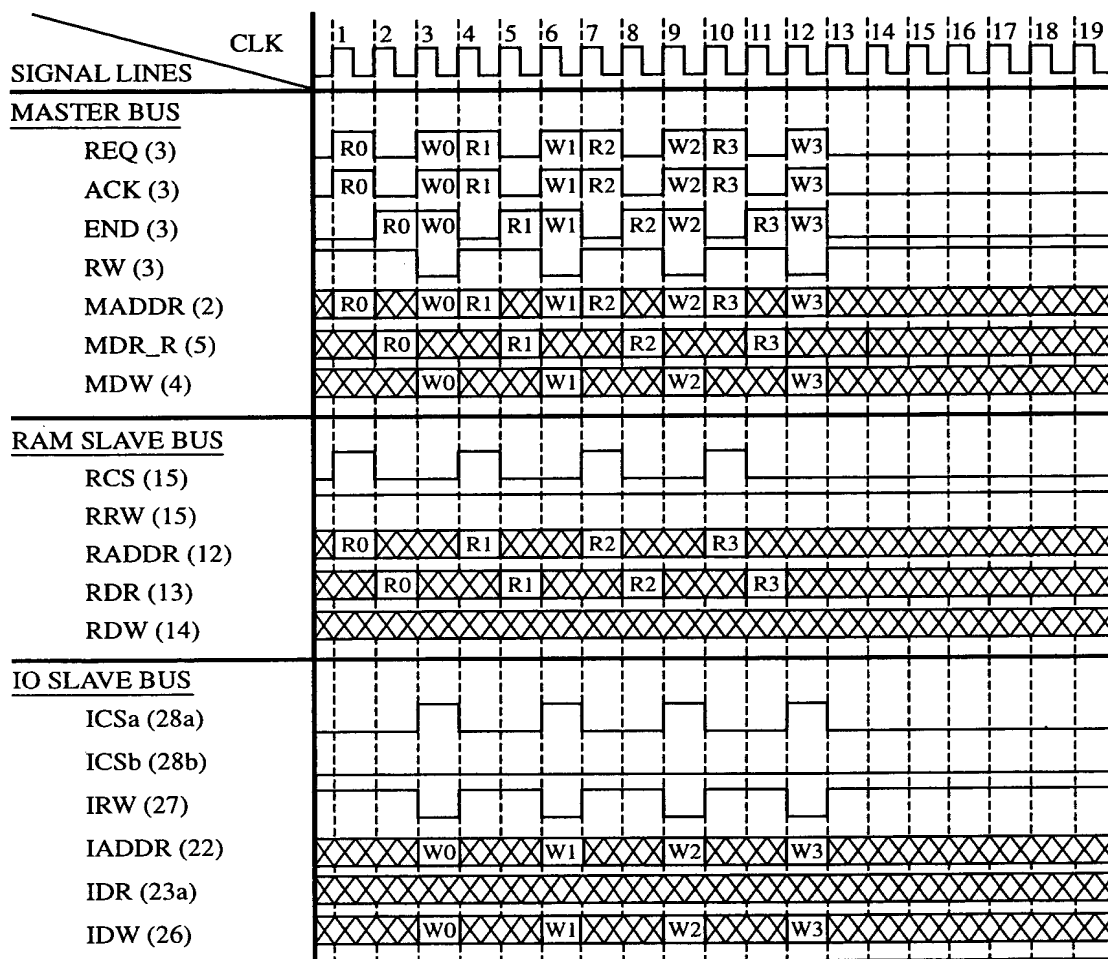 CLK 1 2 3 4 5 6 7 8 9 10 11 12 13 14 15 16 17 18 19
SIGNAL LINES
MASTER BUS
REQ (3) R0 W0 R1 W1 R2 W2 R3 W3
ACK (3) R0 W0 R1 W1 R2 W2 R3 W3
END (3) R0 W0 R1 W1 R2 W2 R3 W3
RW (3)
MADDR (2) R0 W0 R1 W1 R2 W2 R3 W3
MDR_R (5) R0 R1 R2 R3
MDW (4) W0 W1 W2 W3
RAM SLAVE BUS
RCS (15)
RRW (15)
RADDR (12) R0 R1 R2 R3
RDR (13) R0 R1 R2 R3
RDW (14)
IO SLAVE BUS
ICSa (28a)
ICSb (28b)
IRW (27)
IADDR (22) W0 W1 W2 W3
IDR (23a)
IDW (26) W0 W1 W2 W3